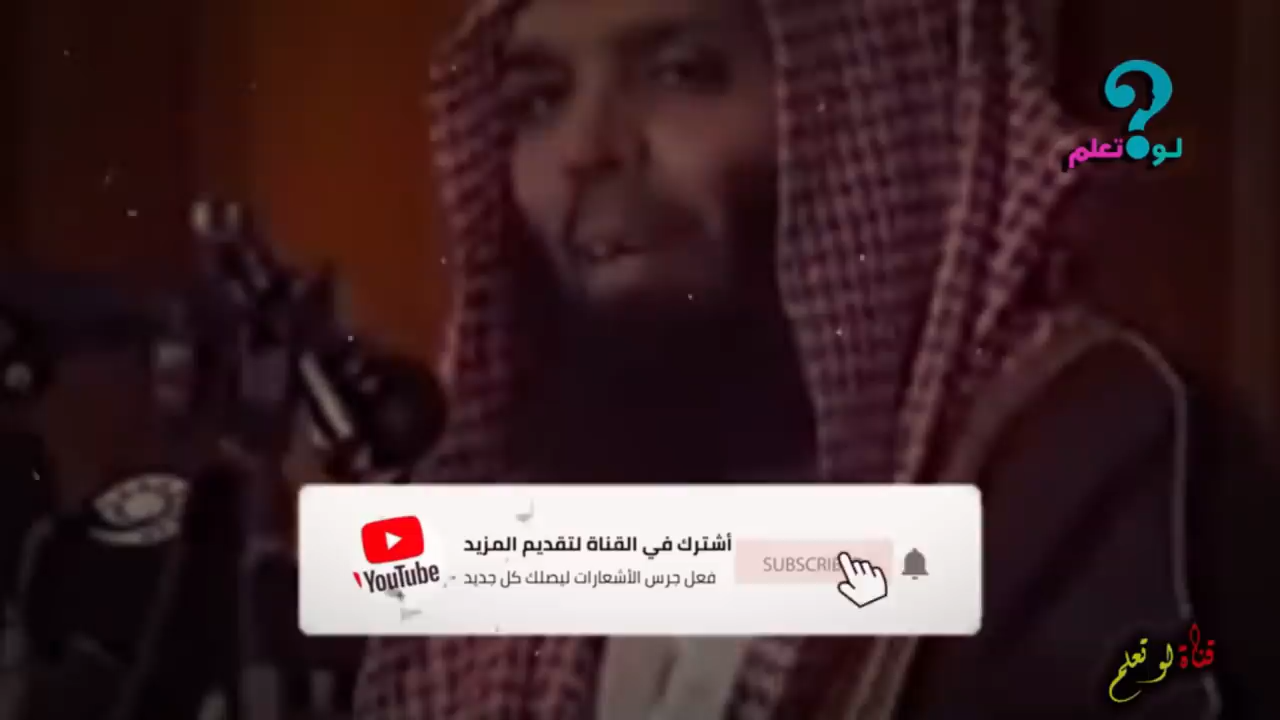 ?
لو تعلم
أشترك في القناة لتقديم المزيد
فعل جرس الأشعارات ليصلك كل جديد
YouTube
SUBSCRIBE
قناة لو تعلم